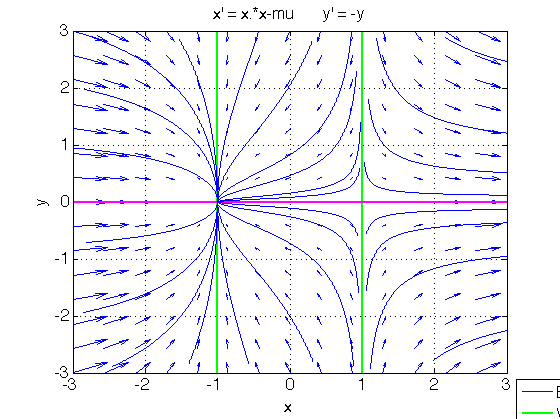 x' = x.*x-mu y' = -y
3
2
1
0
-1
-2
-3
y
-3 -2 -1 0 1 2 3
x